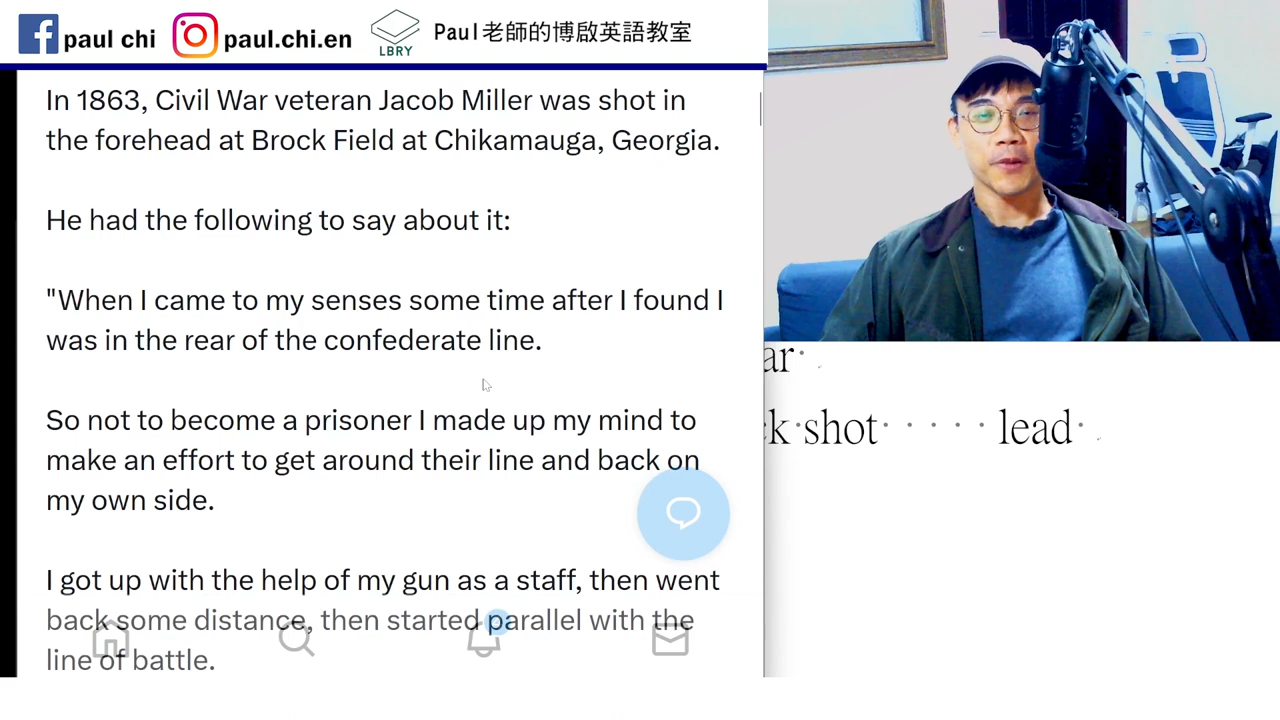 paul chi
paul.chi.en
LBRY
Paul老師的博啟英語教室
In 1863, Civil War veteran Jacob Miller was shot in
the forehead at Brock Field at Chikamauga, Georgia.
He had the following to say about it:
"When I came to my senses some time after I found I
was in the rear of the confederate line.
So not to become a prisoner I made up my mind to
make an effort to get around their line and back on
my own side.
I got up with the help of my gun as a staff, then went
back some distance, then started parallel with the
line of battle.
ar
k shot lead